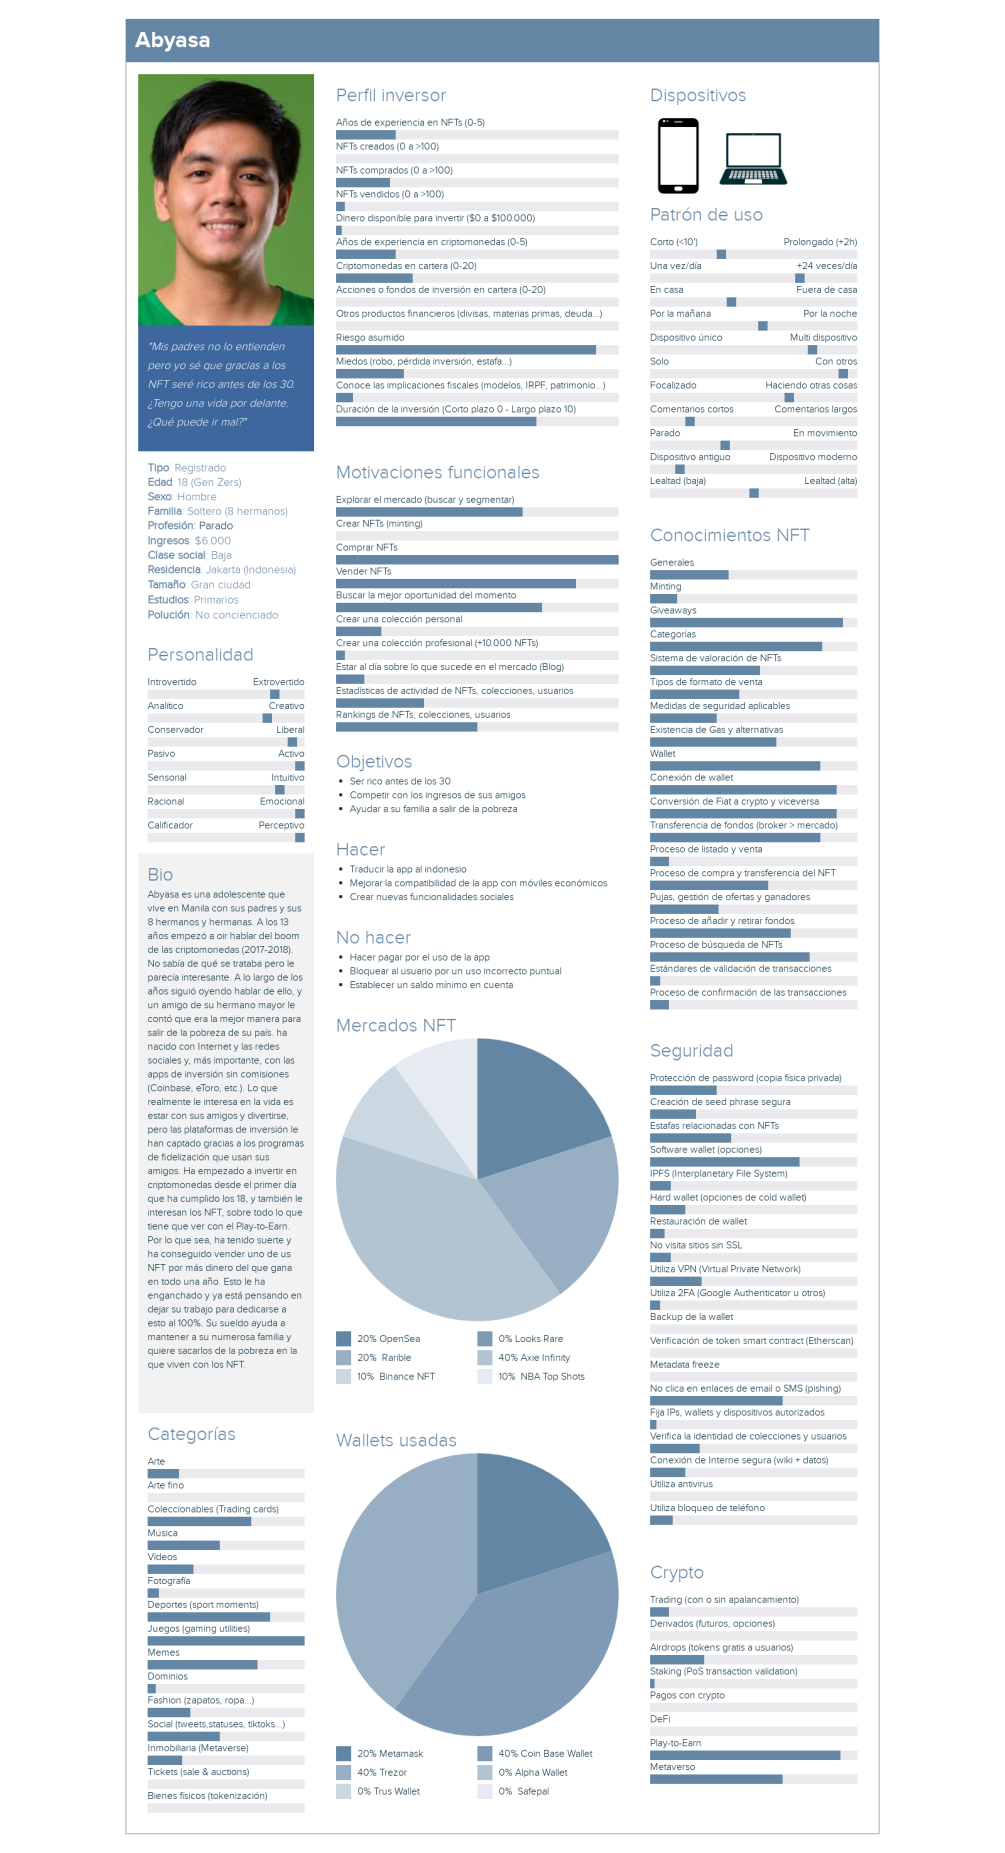 Abyasa
"Mis padres no lo entienden
pero yo sé que gracias a los
NFT seré rico antes de los 30.
¿Tengo una vida por delante.
¿Qué puede ir mal?"
Tipo: Registrado
Edad: 18 (Gen Zers)
Sexo: Hombre
Familia: Soltero (8 hermanos)
Profesión: Parado
Ingresos: $6.000
Clase social: Baja
Residencia: Jakarta (Indonesia)
Tamaño: Gran ciudad
Estudios: Primarios
Polución: No concienciado
Personalidad
Introvertido Extrovertido
Analítico Creativo
Conservador Liberal
Pasivo Activo
Sensorial Intuitivo
Racional Emocional
Calificador Perceptivo
Bio
Abyasa es una adolescente que
vive en Manila con sus padres y sus
8 hermanos y hermanas. A los 13
años empezó a oir hablar del boom
de las criptomonedas (2017-2018).
No sabía de qué se trataba pero le
parecía interesante. A lo largo de los
años siguió oyendo hablar de ello, y
un amigo de su hermano mayor le
contó que era la mejor manera para
salir de la pobreza de su país. ha
nacido con Internet y las redes
sociales y, más importante, con las
apps de inversión sin comisiones
(Coinbase, eToro, etc.). Lo que
realmente le interesa en la vida es
estar con sus amigos y divertirse,
pero las plataformas de inversión le
han captado gracias a los programas
de fidelización que usan sus
amigos. Ha empezado a invertir en
criptomonedas desde el primer día
que ha cumplido los 18, y también le
interesan los NFT, sobre todo lo que
tiene que ver con el Play-to-Earn.
Por lo que sea, ha tenido suerte y
ha conseguido vender uno de us
NFT por más dinero del que gana
en todo una año. Esto le ha
enganchado y ya está pensando en
dejar su trabajo para dedicarse a
esto al 100%. Su sueldo ayuda a
mantener a su numerosa familia y
quiere sacarlos de la pobreza en la
que viven con los NFT.
Categorías
Arte
Arte fino
Coleccionables (Trading cards)
Música
Vídeos
Fotografía
Deportes (sport moments)
Juegos (gaming utilities)
Memes
Dominios
Fashion (zapatos, ropa...)
Social (tweets,statuses, tiktoks...)
Inmobiliaria (Metaverse)
Tickets (sale & auctions)
Bienes físicos (tokenización)
Perfil inversor
Años de experiencia en NFTs (0-5)
NFTs creados (0 a >100)
NFTs comprados (0 a >100)
NFTs vendidos (0 a >100)
Dinero disponible para invertir ($0 a $100.000)
Años de experiencia en criptomonedas (0-5)
Criptomonedas en cartera (0-20)
Acciones o fondos de inversión en cartera (0-20)
Otros productos financieros (divisas, materias primas, deuda...)
Riesgo asumido
Miedos (robo, pérdida inversión, estafa...)
Conoce las implicaciones fiscales (modelos, IRPF, patrimonio...)
Duración de la inversión (Corto plazo 0 - Largo plazo 10)
Motivaciones funcionales
Explorar el mercado (buscar y segmentar)
Crear NFTs (minting)
Comprar NFTs
Vender NFTs
Buscar la mejor oportunidad del momento
Crear una colección personal
Crear una colección profesional (+10.000 NFTs)
Estar al día sobre lo que sucede en el mercado (Blog)
Estadísticas de actividad de NFTs, colecciones, usuarios
Rankings de NFTs, colecciones, usuarios
Objetivos
• Ser rico antes de los 30
• Competir con los ingresos de sus amigos
• Ayudar a su familia a salir de la pobreza
Hacer
• Traducir la app al indonesio
• Mejorar la compatibilidad de la app con móviles económicos
• Crear nuevas funcionalidades sociales
No hacer
• Hacer pagar por el uso de la app
• Bloquear al usuario por un uso incorrecto puntual
• Establecer un saldo mínimo en cuenta
Mercados NFT
20% OpenSea 0% Looks Rare
20% Rarible 40% Axie Infinity
10% Binance NFT 10% NBA Top Shots
Wallets usadas
20% Metamask 40% Coin Base Wallet
40% Trezor 0% Alpha Wallet
0% Trus Wallet 0% Safepal
Dispositivos
Patrón de uso
Corto (<10') Prolongado (+2h)
Una vez/día +24 veces/día
En casa Fuera de casa
Por la mañana Por la noche
Dispositivo único Multi dispositivo
Solo Con otros
Focalizado Haciendo otras cosas
Comentarios cortos Comentarios largos
Parado En movimiento
Dispositivo antiguo Dispositivo moderno
Lealtad (baja) Lealtad (alta)
Conocimientos NFT
Generales
Minting
Giveaways
Categorías
Sistema de valoración de NFTs
Tipos de formato de venta
Medidas de seguridad aplicables
Existencia de Gas y alternativas
Wallet
Conexión de wallet
Conversión de Fiat a crypto y viceversa
Transferencia de fondos (broker > mercado)
Proceso de listado y venta
Proceso de compra y transferencia del NFT
Pujas, gestión de ofertas y ganadores
Proceso de añadir y retirar fondos
Proceso de búsqueda de NFTs
Estándares de validación de transacciones
Proceso de confirmación de las transacciones
Seguridad
Protección de password (copia física privada)
Creación de seed phrase segura
Estafas relacionadas con NFTs
Software wallet (opciones)
IPFS (Interplanetary File System)
Hard wallet (opciones de cold wallet)
Restauración de wallet
No visita sitios sin SSL
Utiliza VPN (Virtual Private Network)
Utiliza 2FA (Google Authenticator u otros)
Backup de la wallet
Verificación de token smart contract (Etherscan)
Metadata freeze
No clica en enlaces de email o SMS (pishing)
Fija IPs, wallets y dispositivos autorizados
Verifica la identidad de colecciones y usuarios
Conexión de Interne segura (wiki + datos)
Utiliza antivirus
Utiliza bloqueo de teléfono
Crypto
Trading (con o sin apalancamiento)
Derivados (futuros, opciones)
Airdrops (tokens gratis a usuarios)
Staking (PoS transaction validation)
Pagos con crypto
DeFi
Play-to-Earn
Metaverso